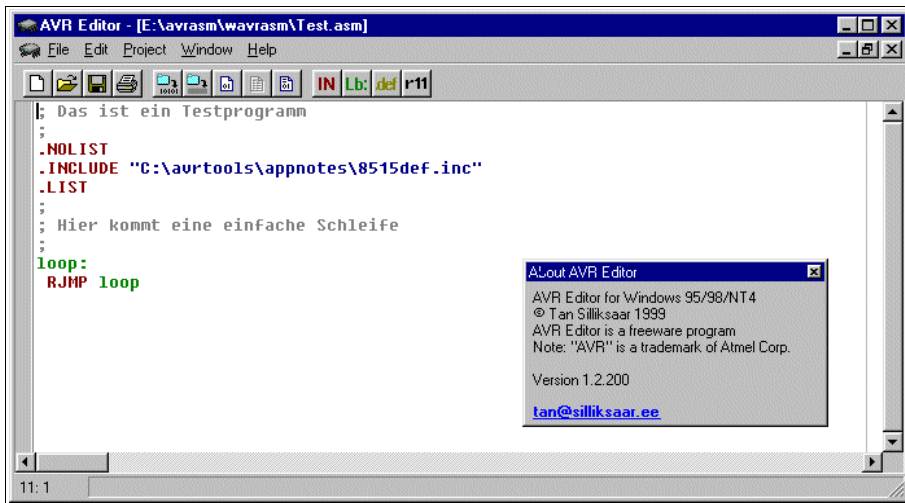 AVR Editor - [E:\avrasm\wavrasm\Test.asm]
File Edit Project Window Help
IN Lb: .def r11
; Das ist ein Testprogramm
;
.NOLIST
.INCLUDE "C:\avrtools\appnotes\8515def.inc"
.LIST
;
; Hier kommt eine einfache Schleife
;
loop:
RJMP loop
About AVR Editor
AVR Editor for Windows 95/98/NT4
© Tan Silliksaar 1999
AVR Editor is a freeware program
Note: "AVR" is a trademark of Atmel Corp.
Version 1.2.200
tan@silliksaar.ee
11: 1